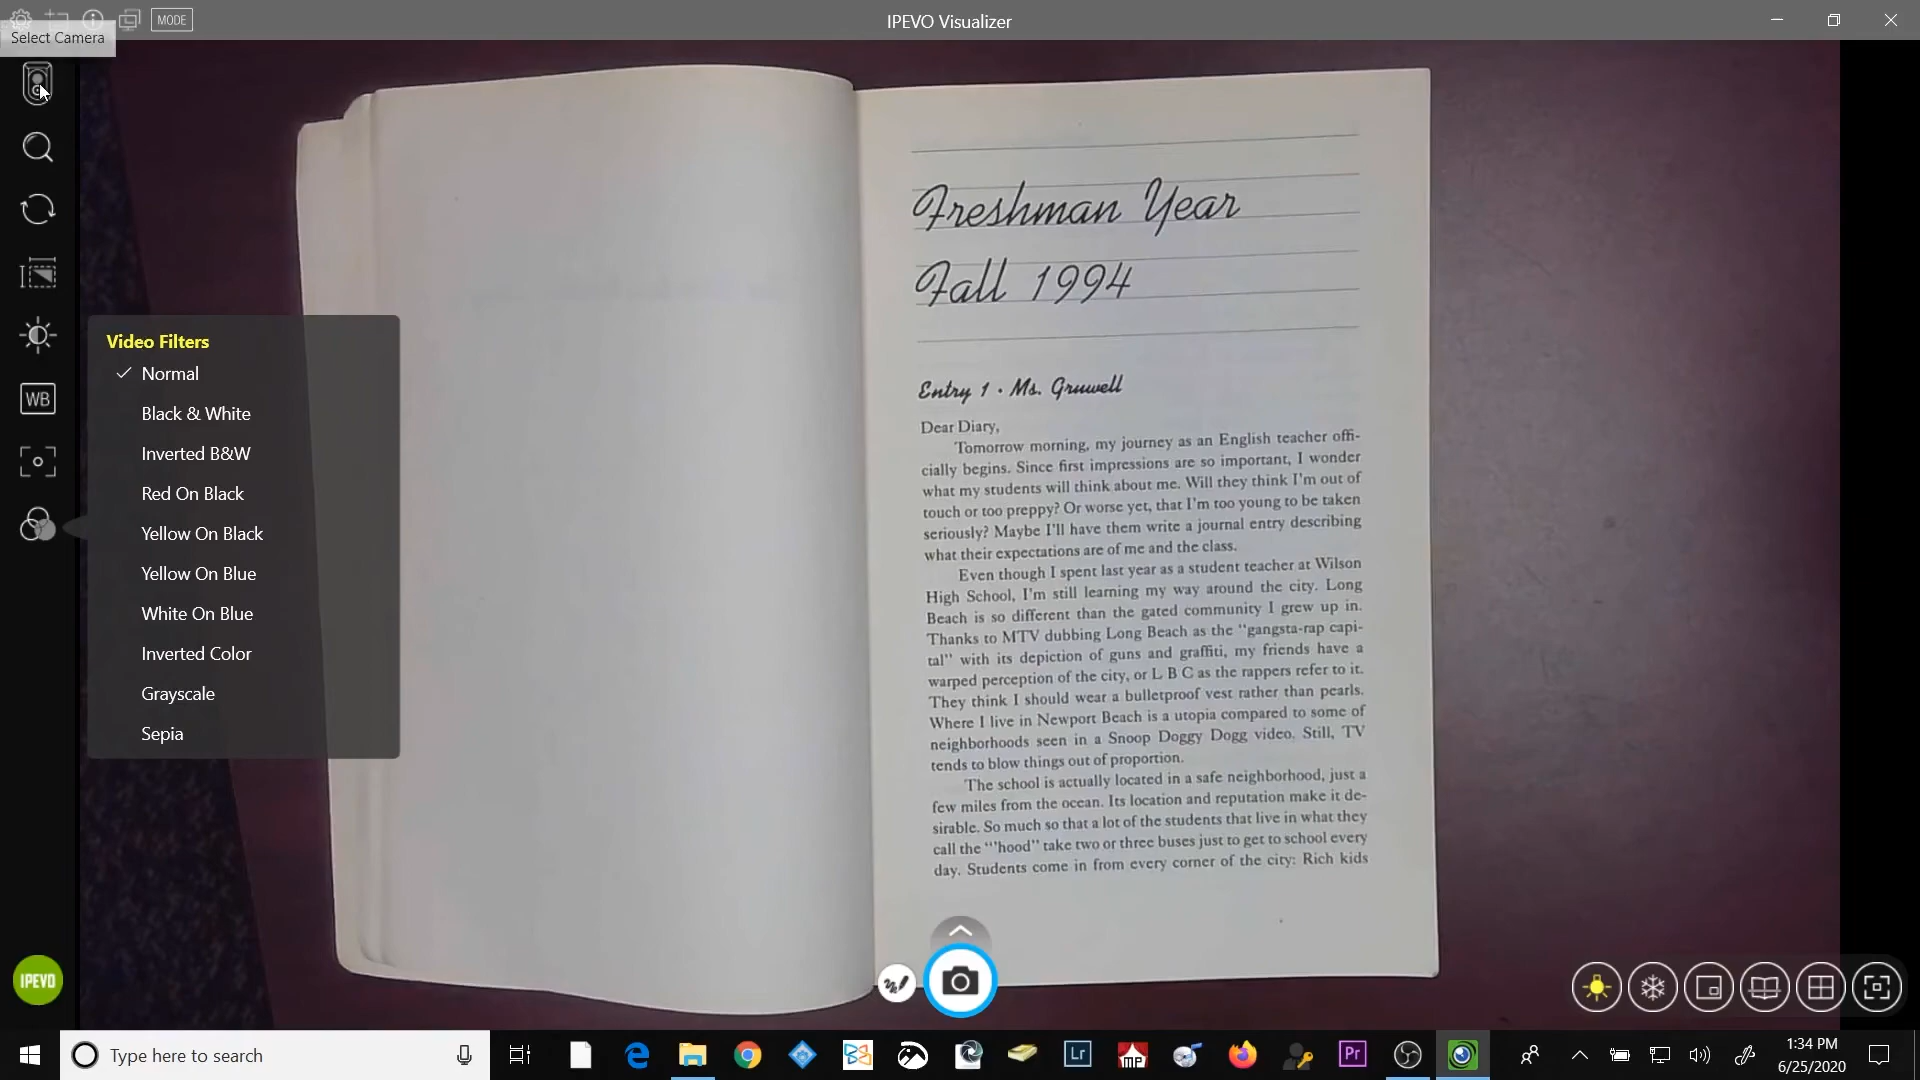 MODE
IPEVO Visualizer
Select Camera
WB
Video Filters
Normal
Black & White
Inverted B&W
Red On Black
Yellow On Black
Yellow On Blue
White On Blue
Inverted Color
Grayscale
Sepia
Freshman Year
Fall 1994
Entry 1 · Ms. Gruwell
Dear Diary,
Tomorrow morning, my journey as an English teacher offi-
cially begins. Since first impressions are so important, I wonder
what my students will think about me. Will they think I'm out of
touch or too preppy? Or worse yet, that I'm too young to be taken
seriously? Maybe I'll have them write a journal entry describing
what their expectations are of me and the class.
Even though I spent last year as a student teacher at Wilson
High School, I'm still learning my way around the city. Long
Beach is so different than the gated community I grew up in.
Thanks to MTV dubbing Long Beach as the "gangsta-rap capi-
tal" with its depiction of guns and graffiti, my friends have a
warped perception of the city, or L B C as the rappers refer to it.
They think I should wear a bulletproof vest rather than pearls.
Where I live in Newport Beach is a utopia compared to some of
neighborhoods seen in a Snoop Doggy Dogg video. Still, TV
tends to blow things out of proportion.
The school is actually located in a safe neighborhood, just a
few miles from the ocean. Its location and reputation make it de-
sirable. So much so that a lot of the students that live in what they
call the "'hood" take two or three buses just to get to school every
day. Students come in from every corner of the city: Rich kids
IPEVO
Type here to search
Lr
MP
Pr
1:34 PM
6/25/2020